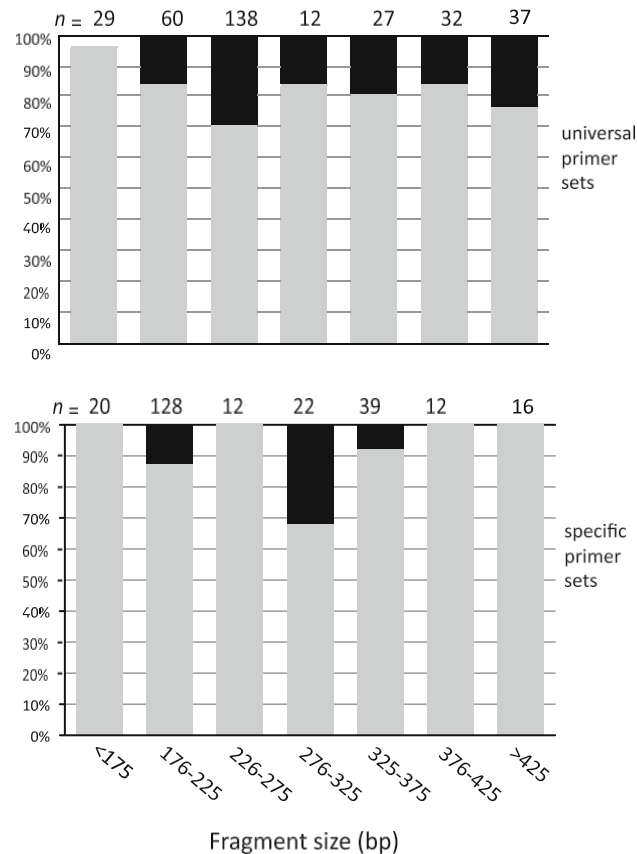 n = 29 60 138 12 27 32 37
100%
90%
80%
70%
60%
50%
40%
30%
20%
10%
0%
universal
primer
sets
n = 20 128 12 22 39 12 16
100%
90%
80%
70%
60%
50%
40%
30%
20%
10%
0%
specific
primer
sets
<175 176-225 226-275 276-325 325-375 376-425 >425
Fragment size (bp)